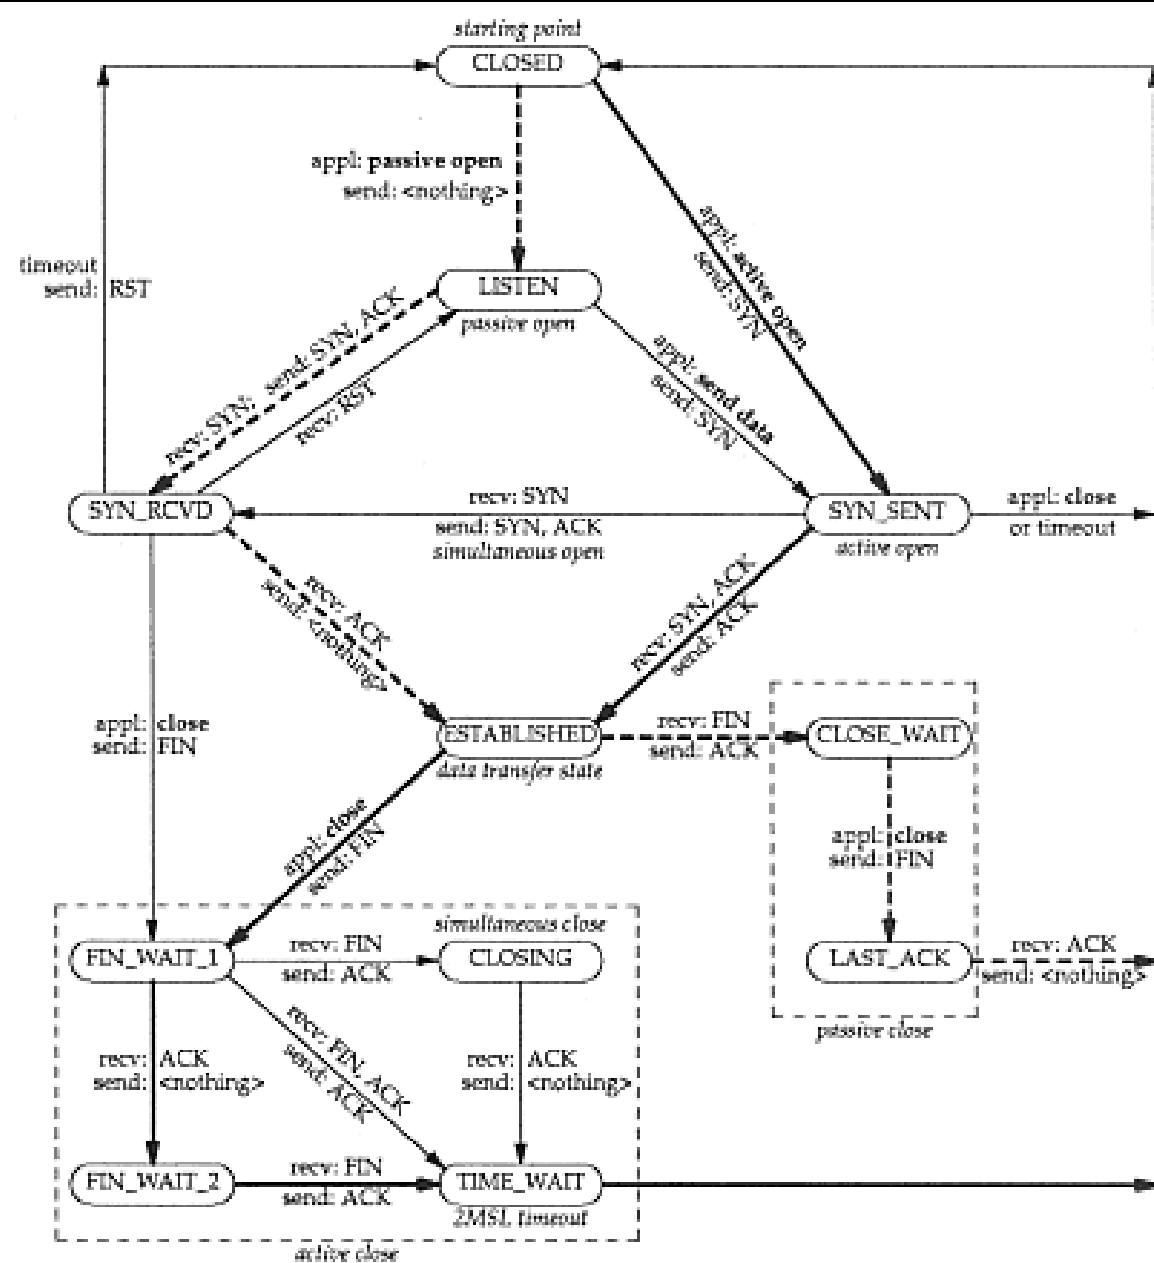 starting point
CLOSED
appl: passive open
send: <nothing>
appl: active open
send: SYN
timeout
send: RST
LISTEN
passive open
recv: SYN; send: SYN, ACK
recv: RST
appl: send data
send: SYN
SYN_RCVD
recv: SYN
send: SYN, ACK
simultaneous open
SYN_SENT
active open
appl: close
or timeout
recv: ACK
send: <nothing>
recv: SYN, ACK
send: ACK
appl: close
send: FIN
ESTABLISHED
data transfer state
recv: FIN
send: ACK
CLOSE_WAIT
appl: close
send: FIN
appl: close
send: FIN
simultaneous close
FIN_WAIT_1
recv: FIN
send: ACK
CLOSING
LAST_ACK
recv: ACK
send: <nothing>
passive close
recv: ACK
send: <nothing>
recv: FIN, ACK
send: ACK
recv: ACK
send: <nothing>
FIN_WAIT_2
recv: FIN
send: ACK
TIME_WAIT
2MSL timeout
active close